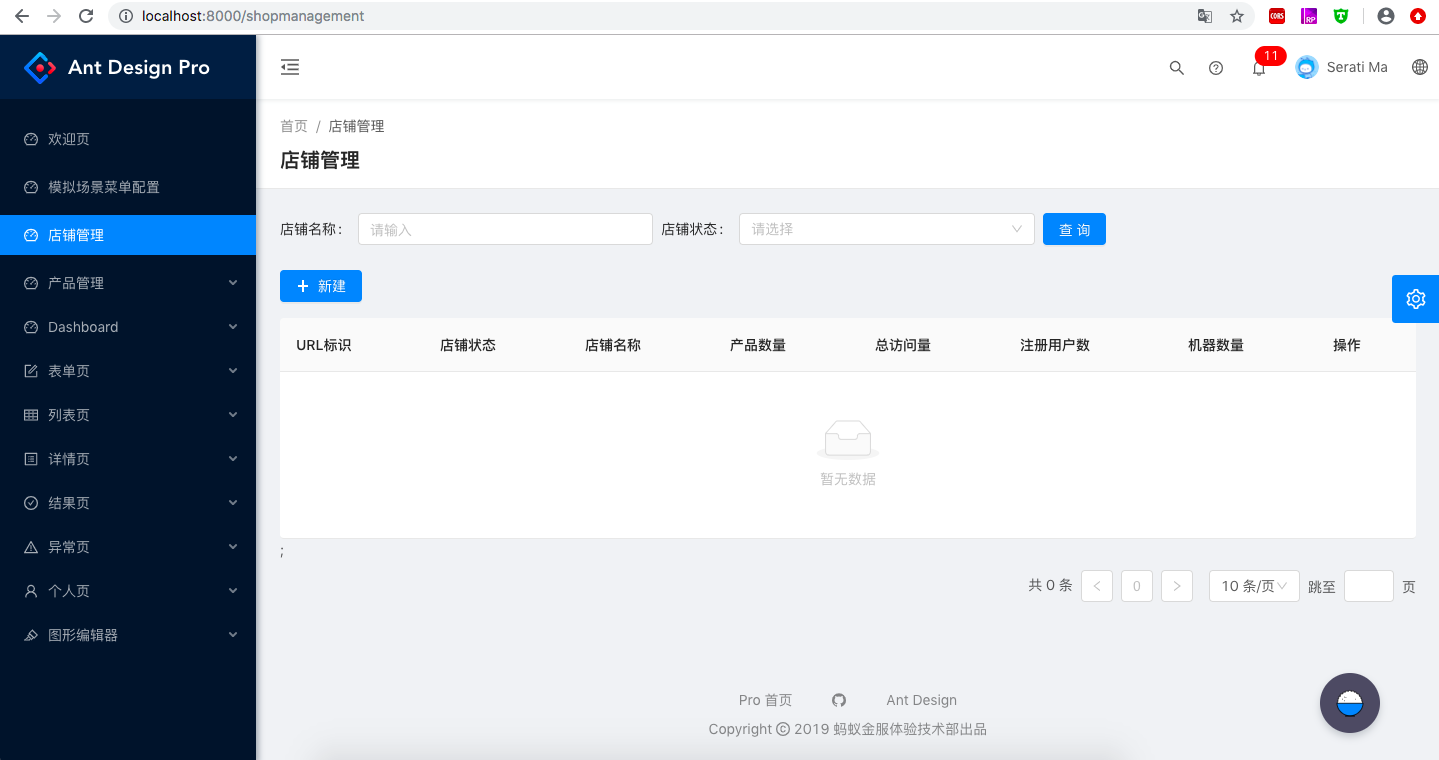 localhost:8000/shopmanagement
CORS
RP
T
Ant Design Pro
11
Serati Ma
欢迎页
模拟场景菜单配置
店铺管理
产品管理
Dashboard
表单页
列表页
详情页
结果页
异常页
个人页
图形编辑器
首页 / 店铺管理
店铺管理
店铺名称： 请输入 店铺状态： 请选择 查 询
新建
URL标识 店铺状态 店铺名称 产品数量 总访问量 注册用户数 机器数量 操作
暂无数据
;
共 0 条 < 0 > 10 条/页 跳至 页
Pro 首页 Ant Design
Copyright © 2019 蚂蚁金服体验技术部出品